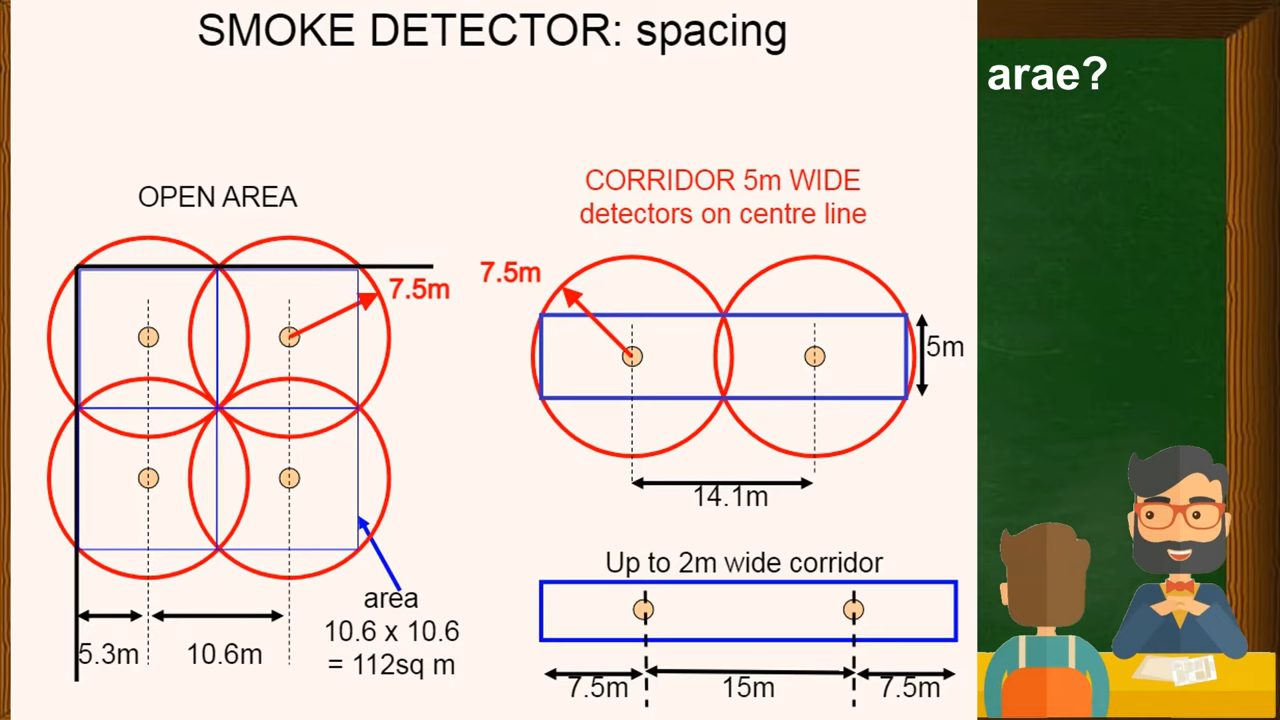 SMOKE DETECTOR: spacing
arae?
OPEN AREA
7.5m
5.3m
10.6m
area
10.6 x 10.6
= 112sq m
CORRIDOR 5m WIDE
detectors on centre line
7.5m
5m
14.1m
Up to 2m wide corridor
7.5m
15m
7.5m